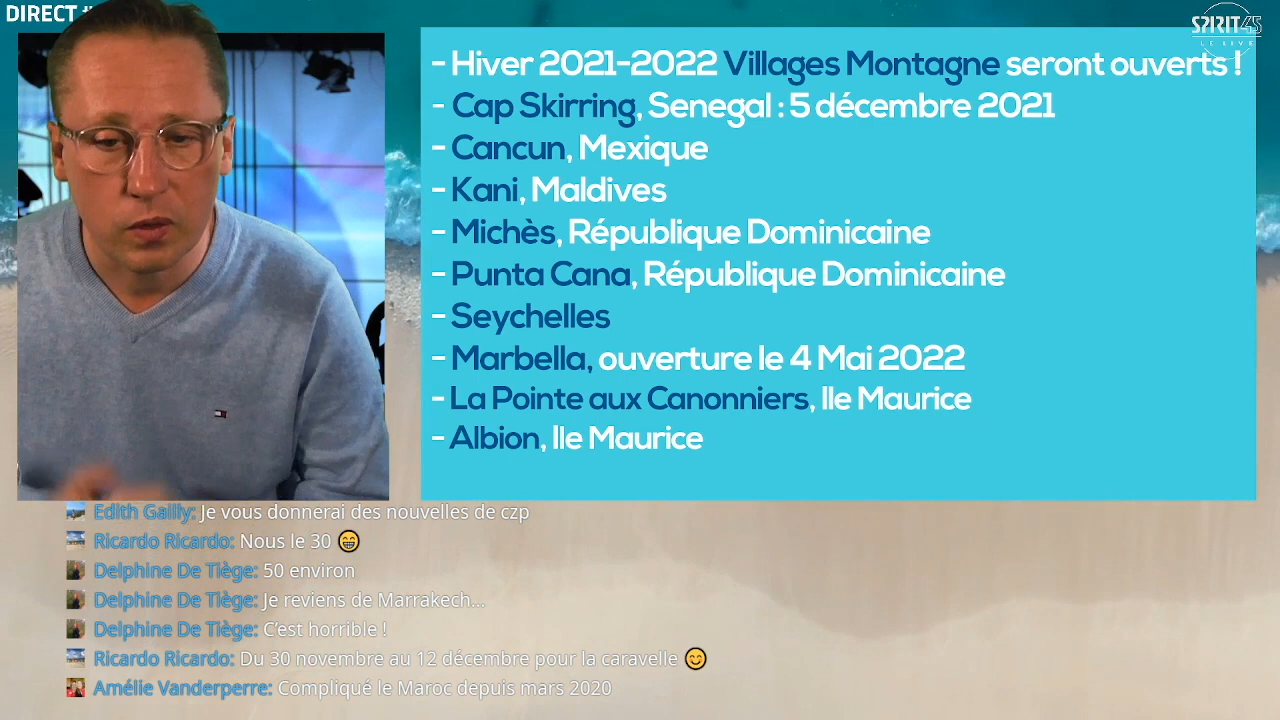 DIRECT #
SPIRIT45
LE LIVE
- Hiver 2021-2022 Villages Montagne seront ouverts !
- Cap Skirring, Senegal : 5 décembre 2021
- Cancun, Mexique
- Kani, Maldives
- Michès, République Dominicaine
- Punta Cana, République Dominicaine
- Seychelles
- Marbella, ouverture le 4 Mai 2022
- La Pointe aux Canonniers, Ile Maurice
- Albion, Ile Maurice
Edith Gailly: Je vous donnerai des nouvelles de czp
Ricardo Ricardo: Nous le 30 😁
Delphine De Tiège: 50 environ
Delphine De Tiège: Je reviens de Marrakech...
Delphine De Tiège: C'est horrible !
Ricardo Ricardo: Du 30 novembre au 12 décembre pour la caravelle 😊
Amélie Vanderperre: Compliqué le Maroc depuis mars 2020